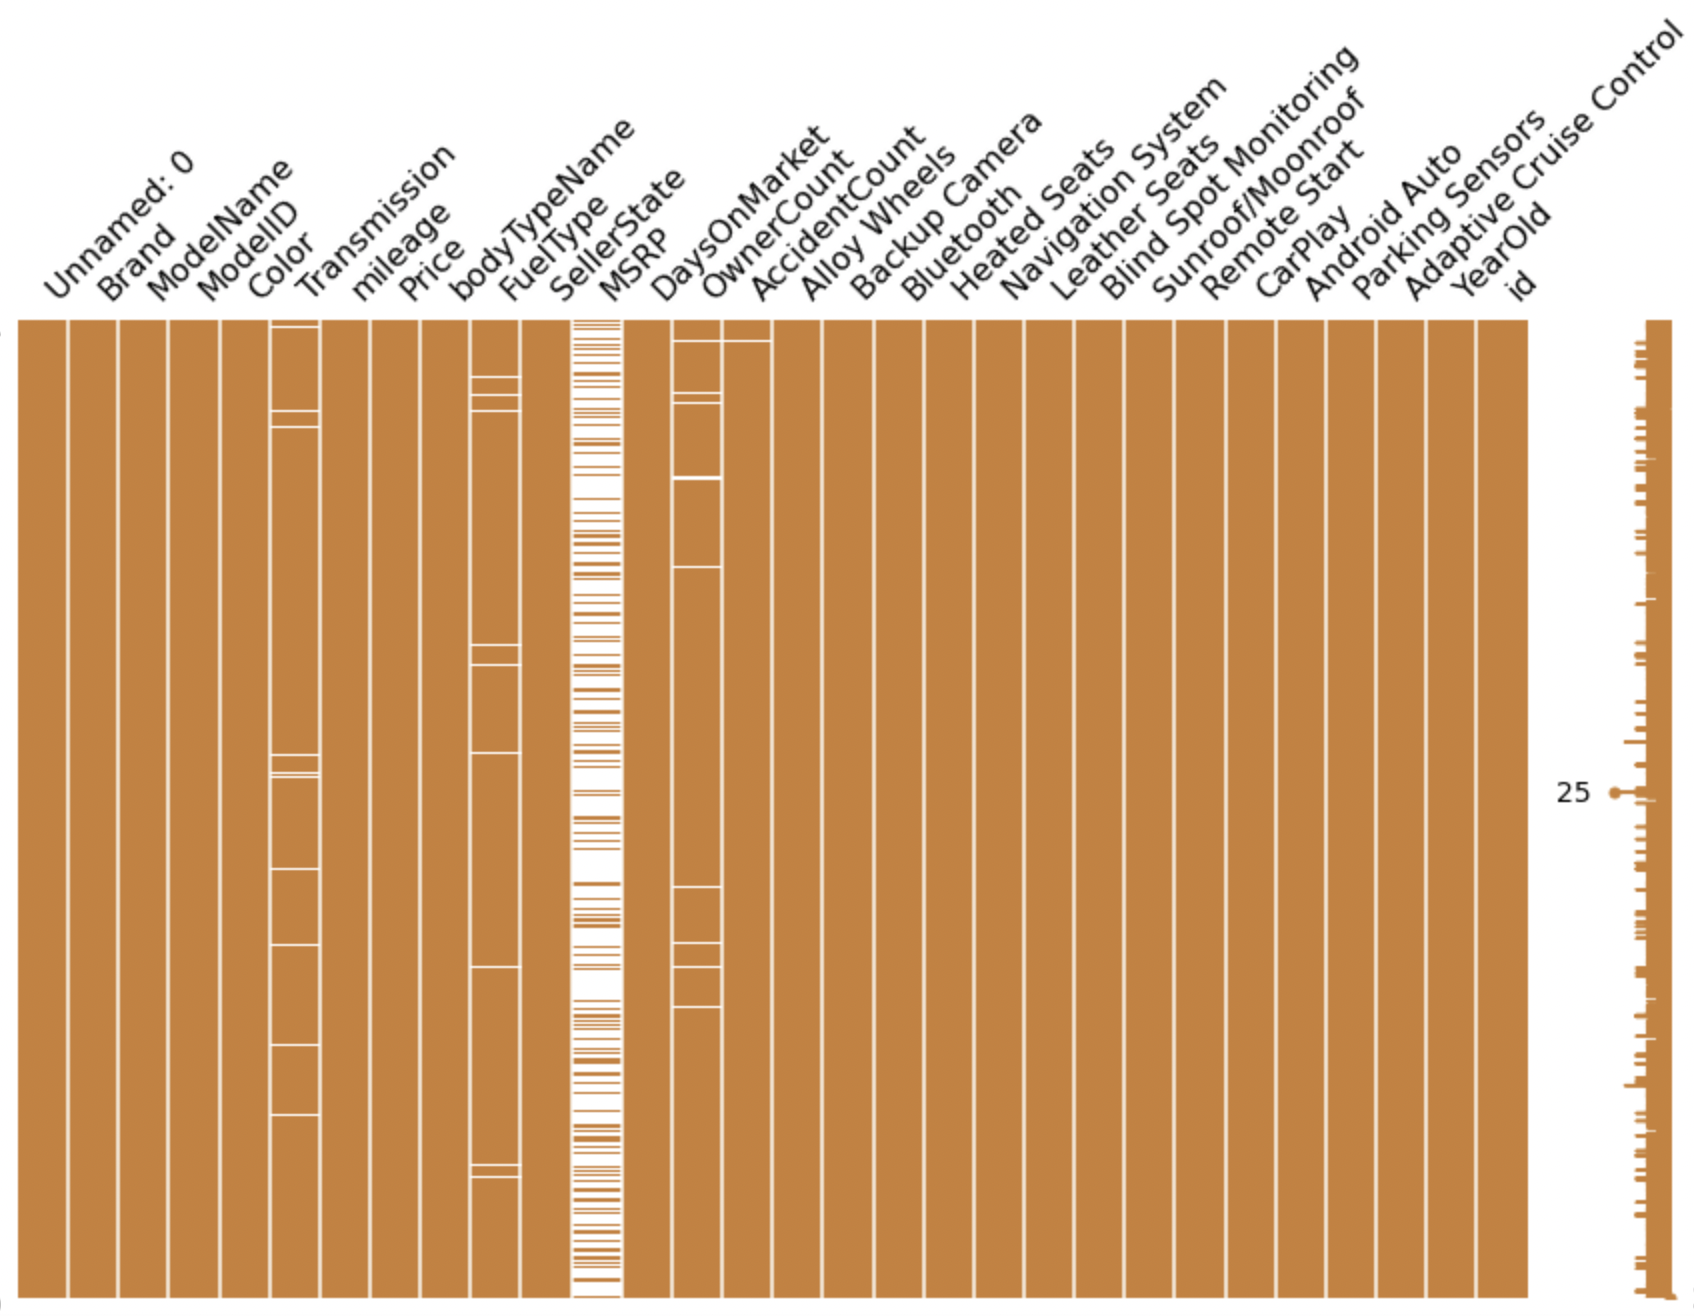 Unnamed: 0
Brand
ModelName
ModelID
Color
Transmission
mileage
Price
bodyTypeName
FuelType
SellerState
MSRP
DaysOnMarket
OwnerCount
AccidentCount
Alloy Wheels
Backup Camera
Bluetooth
Heated Seats
Navigation System
Leather Seats
Blind Spot Monitoring
Sunroof/Moonroof
Remote Start
CarPlay
Android Auto
Parking Sensors
Adaptive Cruise Control
YearOld
id
25